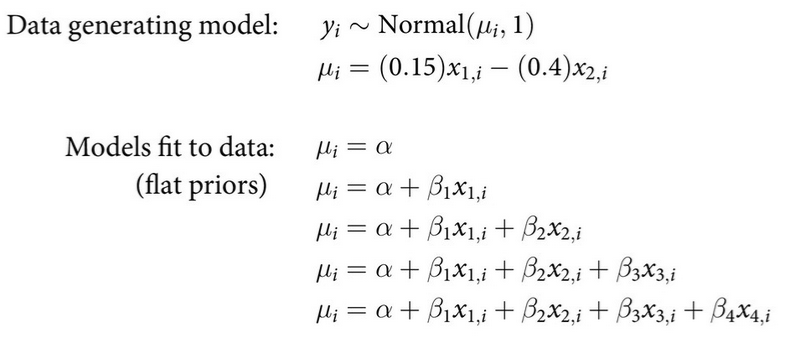 Data generating model: yᵢ ∼ Normal(μᵢ, 1)
μᵢ = (0.15)x₁,ᵢ − (0.4)x₂,ᵢ
Models fit to data: μᵢ = α
(flat priors) μᵢ = α + β₁x₁,ᵢ
μᵢ = α + β₁x₁,ᵢ + β₂x₂,ᵢ
μᵢ = α + β₁x₁,ᵢ + β₂x₂,ᵢ + β₃x₃,ᵢ
μᵢ = α + β₁x₁,ᵢ + β₂x₂,ᵢ + β₃x₃,ᵢ + β₄x₄,ᵢ